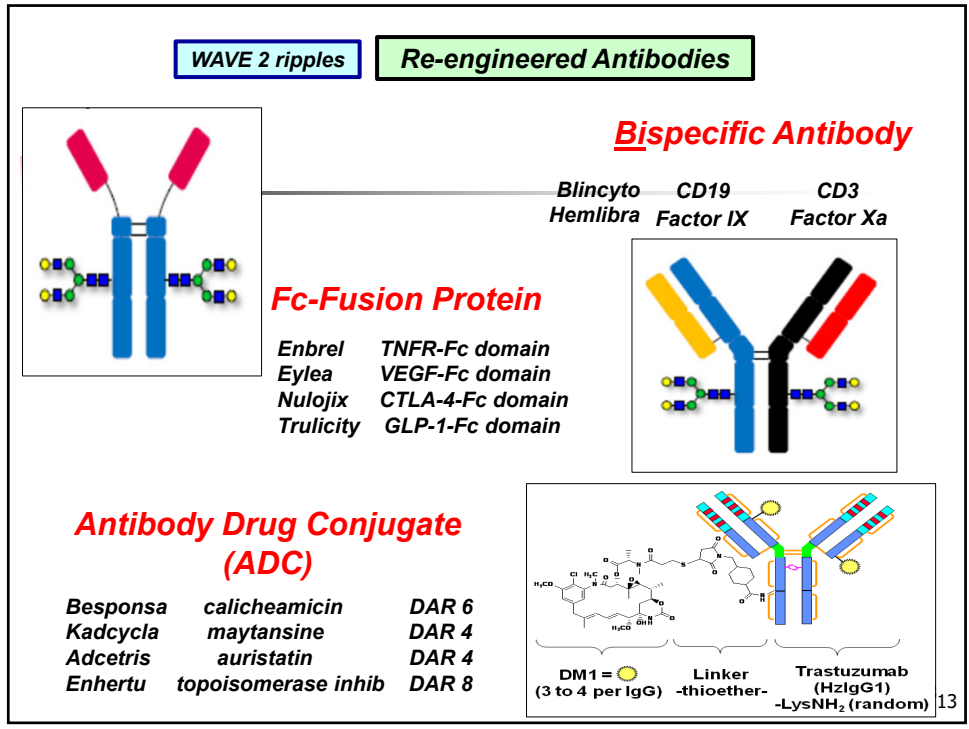 WAVE 2 ripples
Re-engineered Antibodies
Bispecific Antibody
Blincyto CD19 CD3
Hemlibra Factor IX Factor Xa
Fc-Fusion Protein
Enbrel TNFR-Fc domain
Eylea VEGF-Fc domain
Nulojix CTLA-4-Fc domain
Trulicity GLP-1-Fc domain
Antibody Drug Conjugate
(ADC)
Besponsa calicheamicin DAR 6
Kadcycla maytansine DAR 4
Adcetris auristatin DAR 4
Enhertu topoisomerase inhib DAR 8
DM1 =
(3 to 4 per IgG)
Linker
-thioether-
Trastuzumab
(HzIgG1)
-LysNH₂ (random)
13